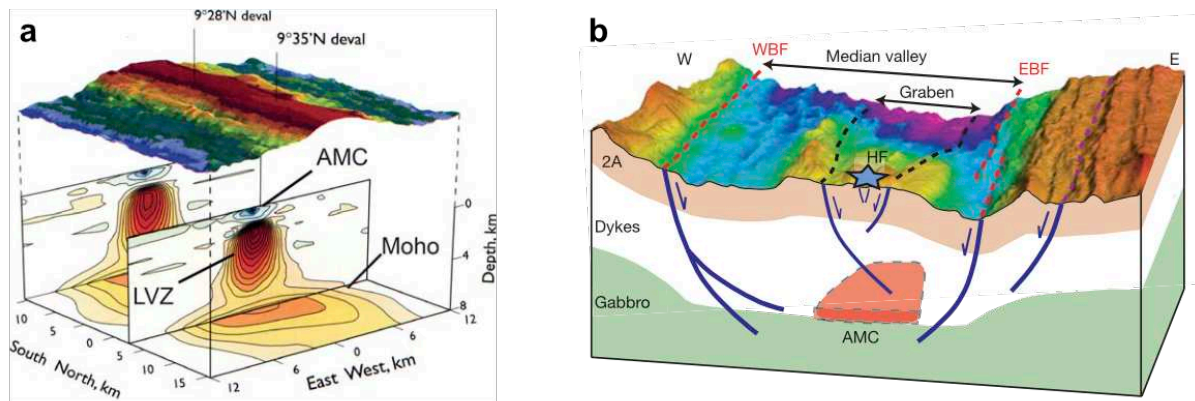 a
9°28'N deval
9°35'N deval
AMC
Moho
LVZ
0
4
8
Depth, km
10
5
0
5
10
15
South North, km
12
6
0
6
12
East West, km
b
W
WBF
Median valley
EBF
E
Graben
HF
2A
Dykes
Gabbro
AMC